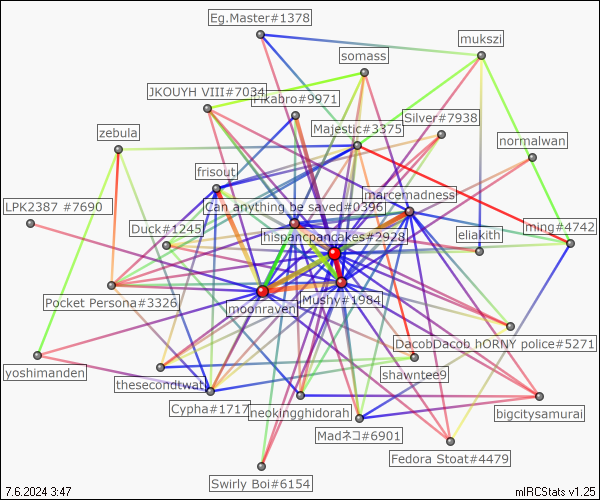 Eg.Master#1378
mukszi
somass
JKOUYH VIII#7034
Pikabro#9971
Silver#7938
Majestic#3375
zebula
normalwan
frisout
marcemadness
LPK2387 #7690
Can anything be saved#0396
Duck#1245
ming#4742
hispanicpancakes#2928
eliakith
Pocket Persona#3326
moonraven
Mushy#1984
DacobDacob hORNY police#5271
yoshimanden
thesecondtwat
shawntee9
Cypha#1717
neokingghidorah
bigcitysamurai
Madネコ#6901
Fedora Stoat#4479
Swirly Boi#6154
7.6.2024 3:47
mIRCStats v1.25